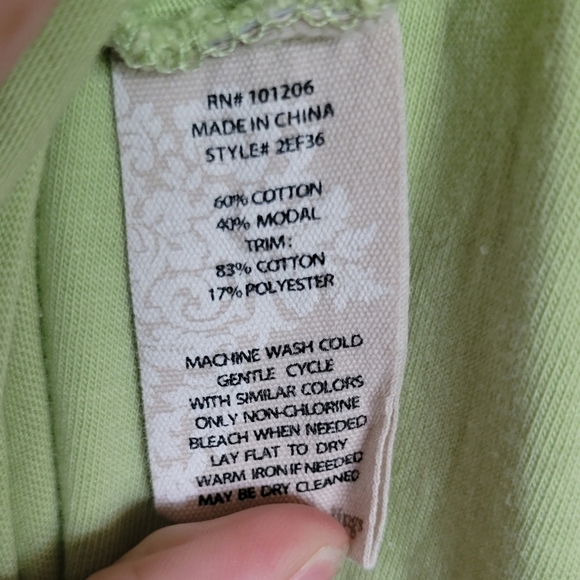 RN# 101206
MADE IN CHINA
STYLE# 2EF36
60% COTTON
40% MODAL
TRIM:
83% COTTON
17% POLYESTER
MACHINE WASH COLD
GENTLE CYCLE
WITH SIMILAR COLORS
ONLY NON-CHLORINE
BLEACH WHEN NEEDED
LAY FLAT TO DRY
WARM IRON IF NEEDED
MAY BE DRY CLEANED